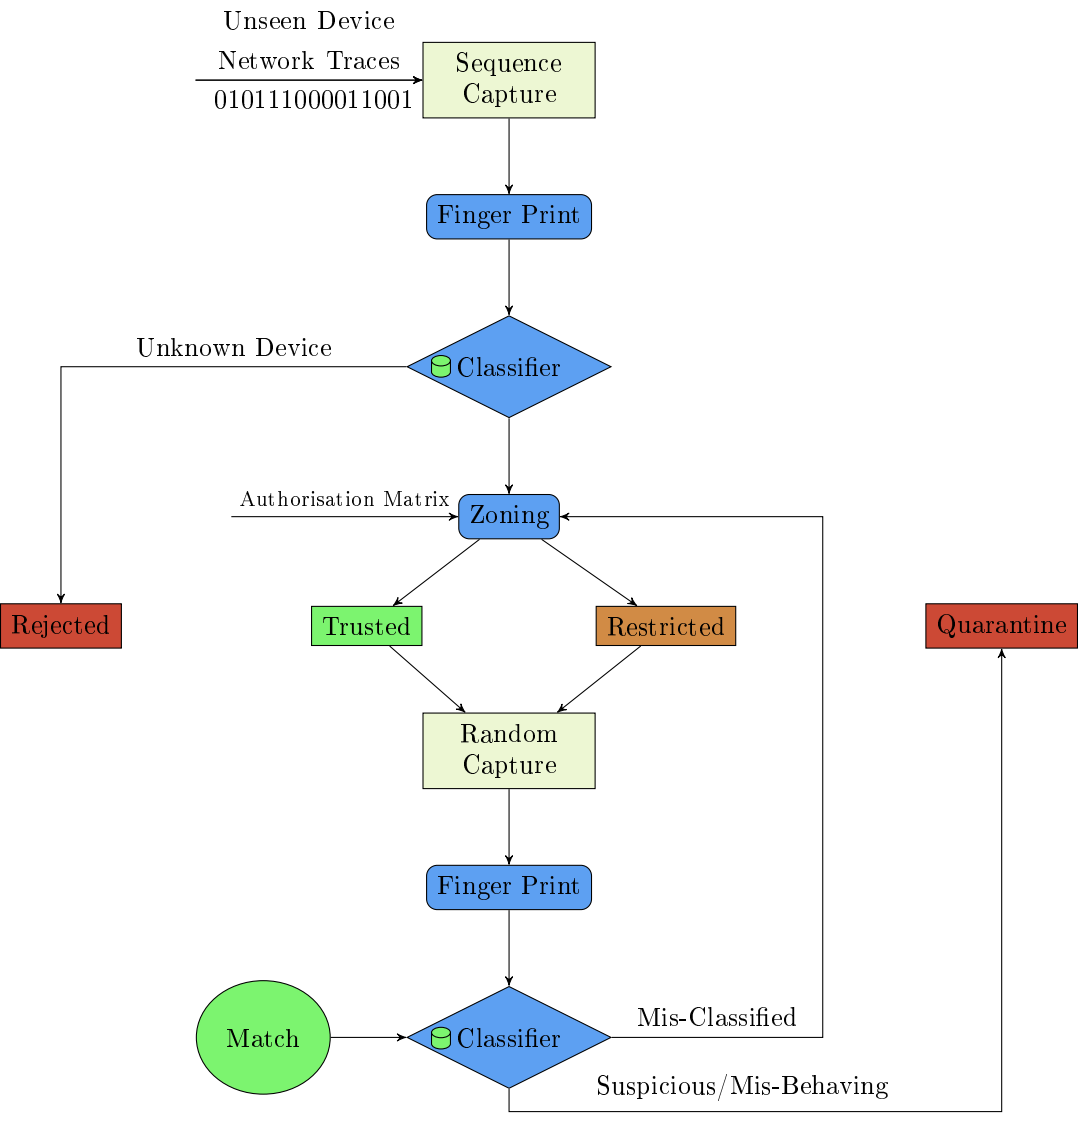 Unseen Device
Network Traces
010111000011001
Sequence
Capture
Finger Print
Unknown Device
Classifier
Authorisation Matrix
Zoning
Rejected
Trusted
Restricted
Quarantine
Random
Capture
Finger Print
Match
Classifier
Mis-Classified
Suspicious/Mis-Behaving